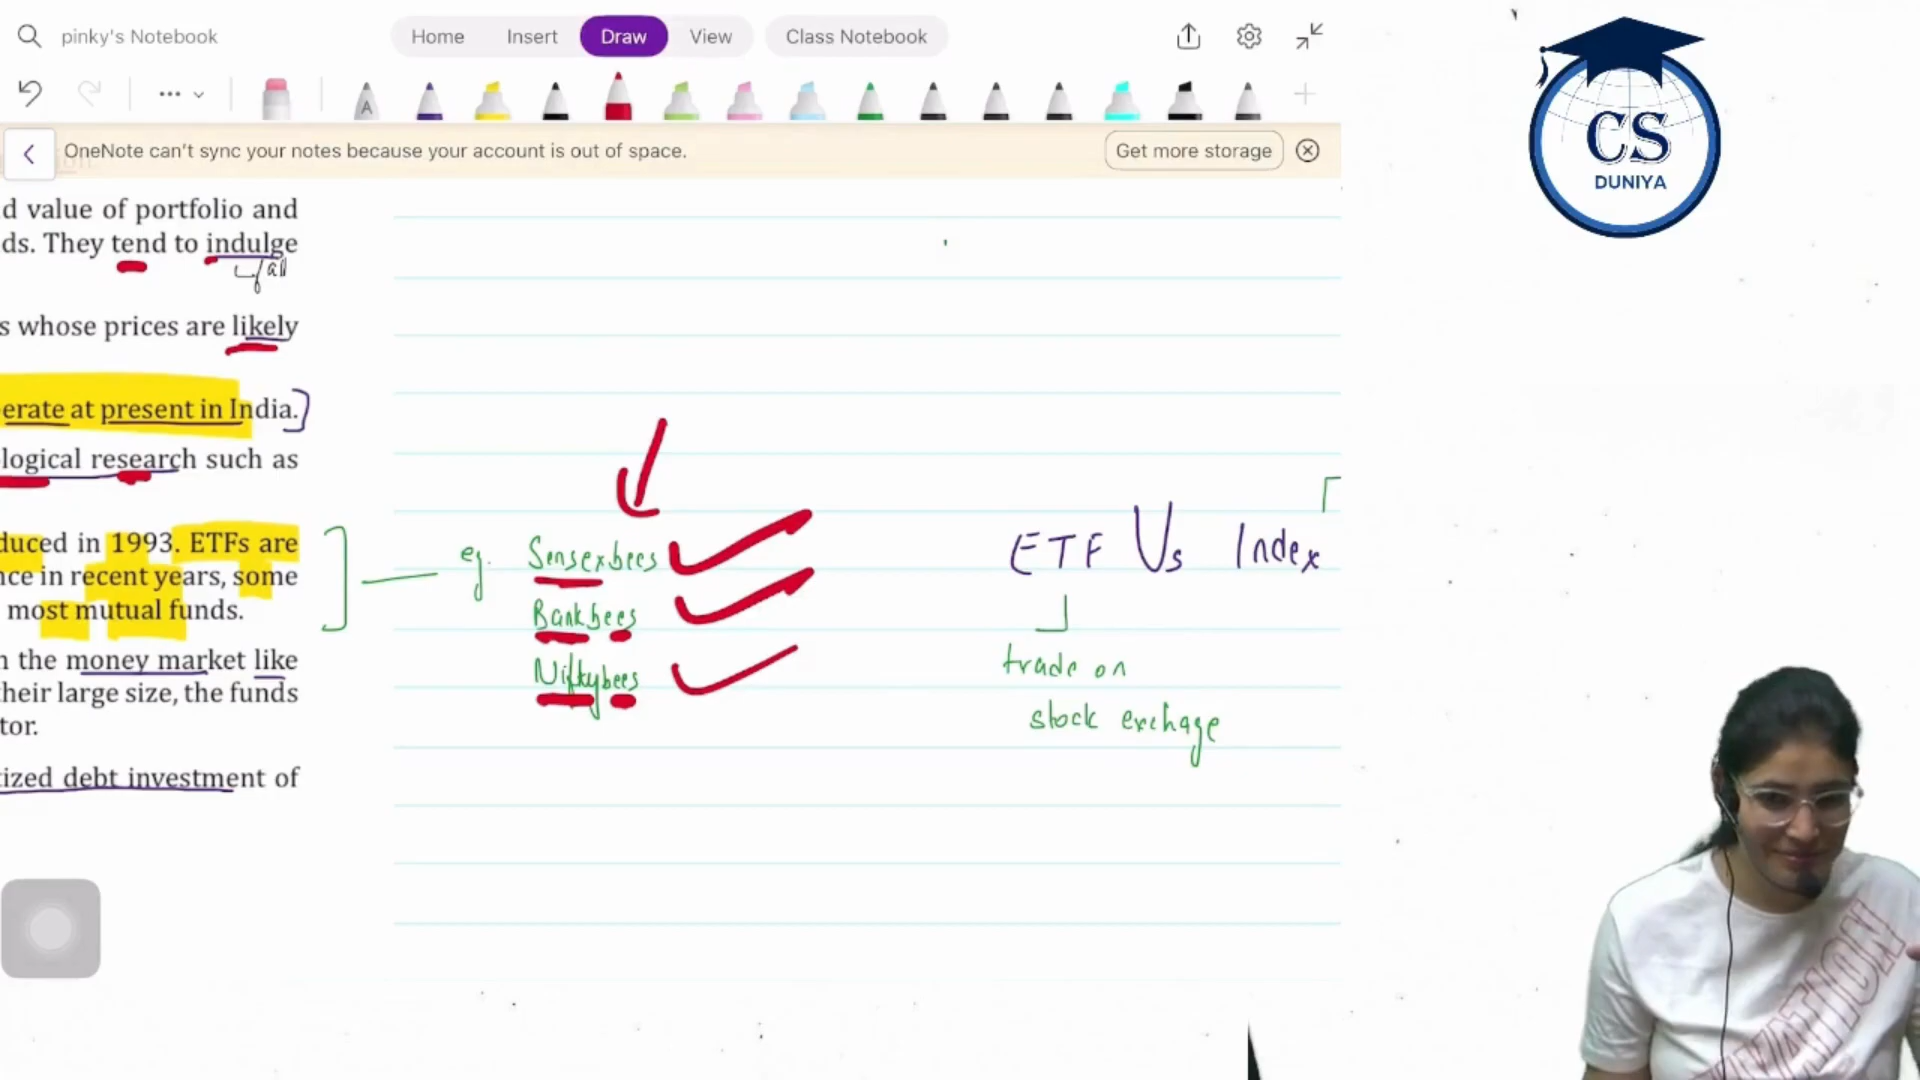 pinky's Notebook
Home
Insert
Draw
View
Class Notebook
A
OneNote can't sync your notes because your account is out of space.
Get more storage
CS
DUNIYA
d value of portfolio and
ds. They tend to indulge
s whose prices are likely
erate at present in India.
logical research such as
duced in 1993. ETFs are
nce in recent years, some
most mutual funds.
n the money market like
their large size, the funds
tor.
ized debt investment of
eg. Sensexbees
Bankbees
Niftybees
ETF Vs Index
trade on
stock exchage